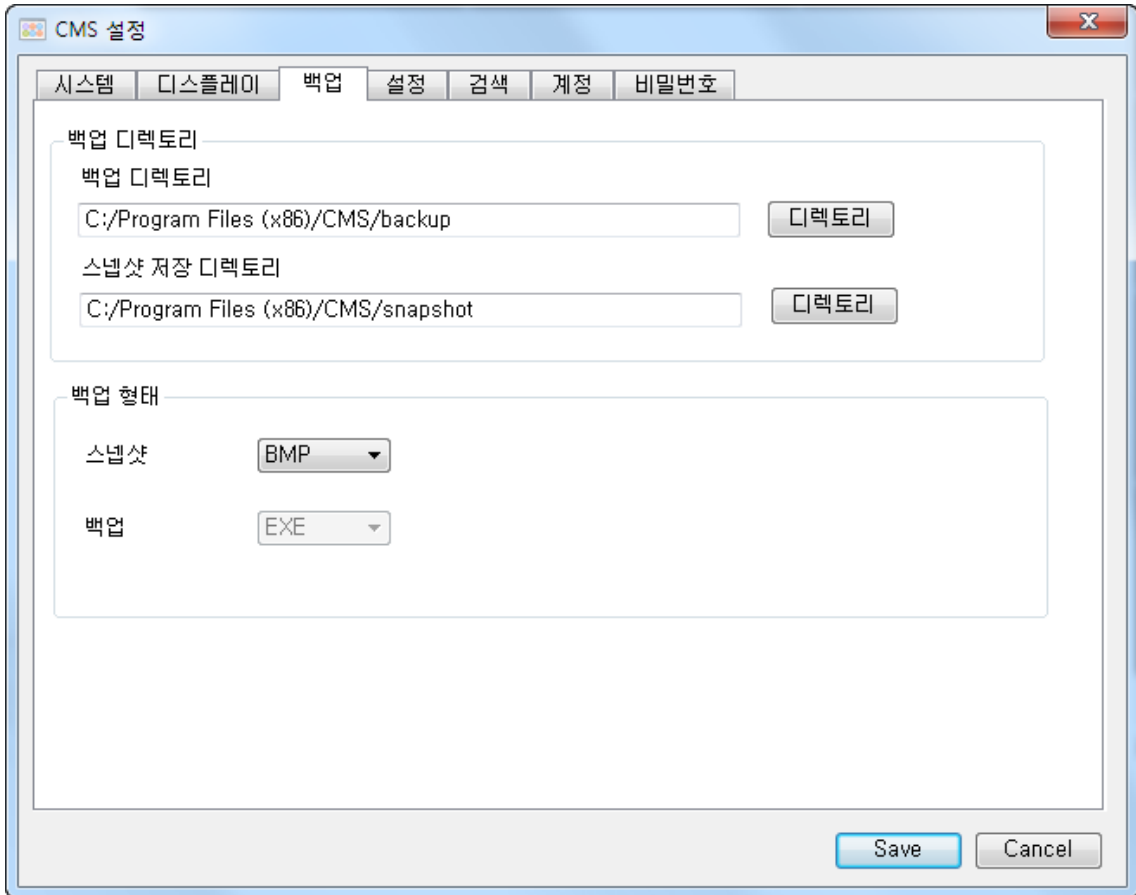 CMS 설정
시스템 디스플레이 백업 설정 검색 계정 비밀번호
백업 디렉토리
백업 디렉토리
C:/Program Files (x86)/CMS/backup 디렉토리
스넵샷 저장 디렉토리
C:/Program Files (x86)/CMS/snapshot 디렉토리
백업 형태
스넵샷 BMP
백업 EXE
Save Cancel